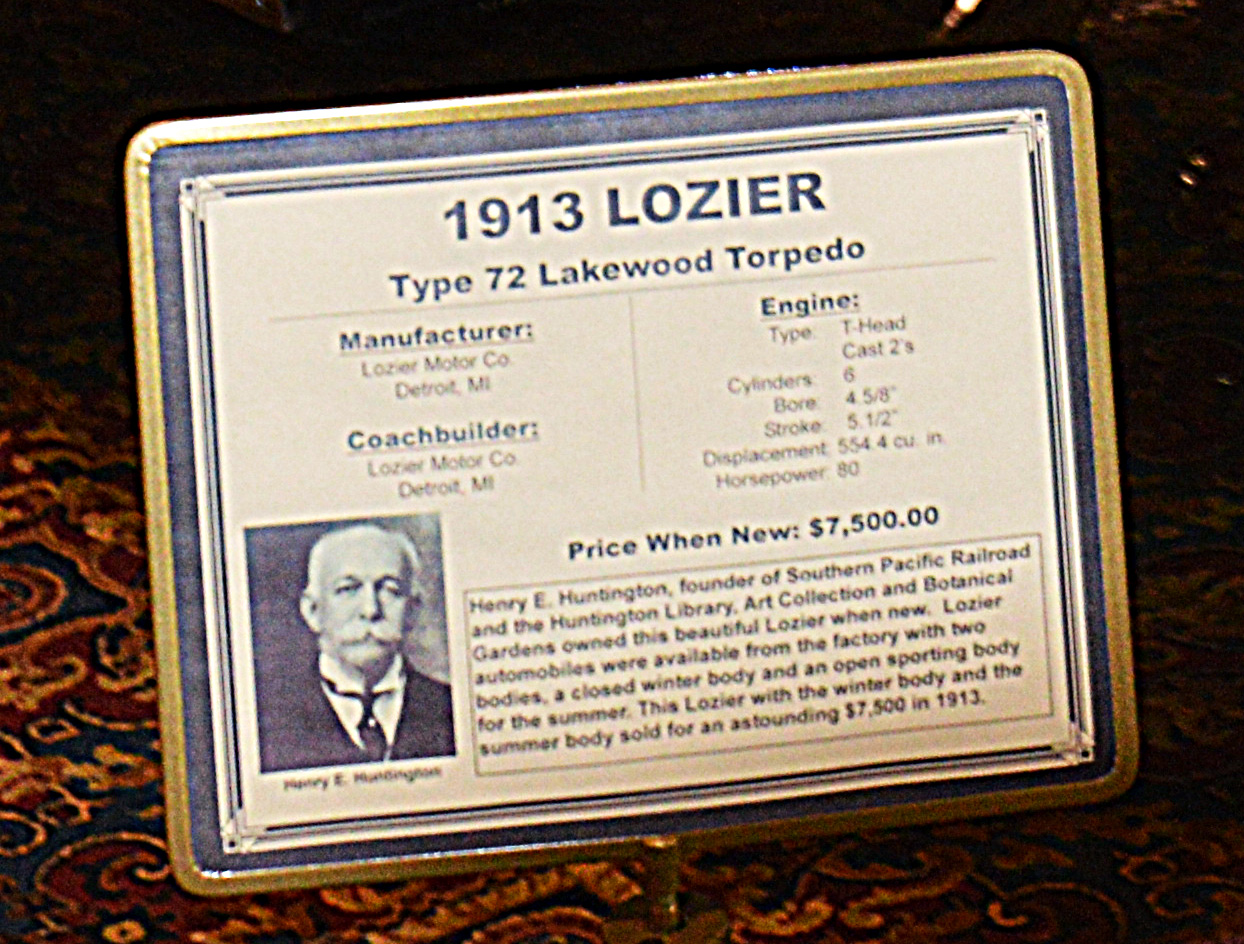 1913 LOZIER
Type 72 Lakewood Torpedo
Manufacturer:
Lozier Motor Co.
Detroit, MI
Coachbuilder:
Lozier Motor Co.
Detroit, MI
Engine:
Type: T-Head
Cast 2's
Cylinders: 6
Bore: 4.5/8"
Stroke: 5.1/2"
Displacement: 554.4 cu. in.
Horsepower: 80
Price When New: $7,500.00
Henry E. Huntington, founder of Southern Pacific Railroad
and the Huntington Library, Art Collection and Botanical
Gardens owned this beautiful Lozier when new. Lozier
automobiles were available from the factory with two
bodies, a closed winter body and an open sporting body
for the summer. This Lozier with the winter body and the
summer body sold for an astounding $7,500 in 1913.
Henry E. Huntington